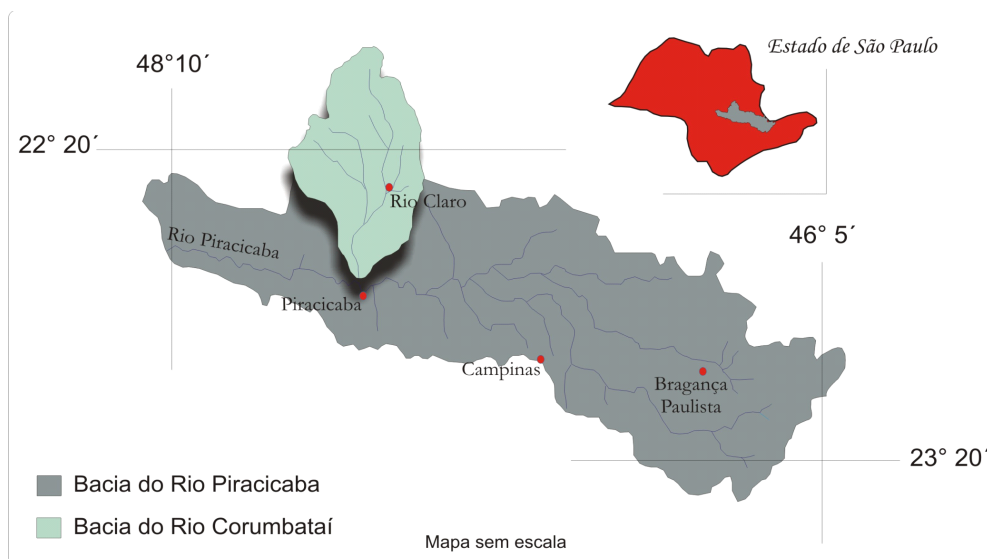 Estado de São Paulo
48°10´
22° 20´
Rio Claro
46° 5´
Rio Piracicaba
Piracicaba
Campinas
Bragança
Paulista
23° 20´
Bacia do Rio Piracicaba
Bacia do Rio Corumbataí
Mapa sem escala